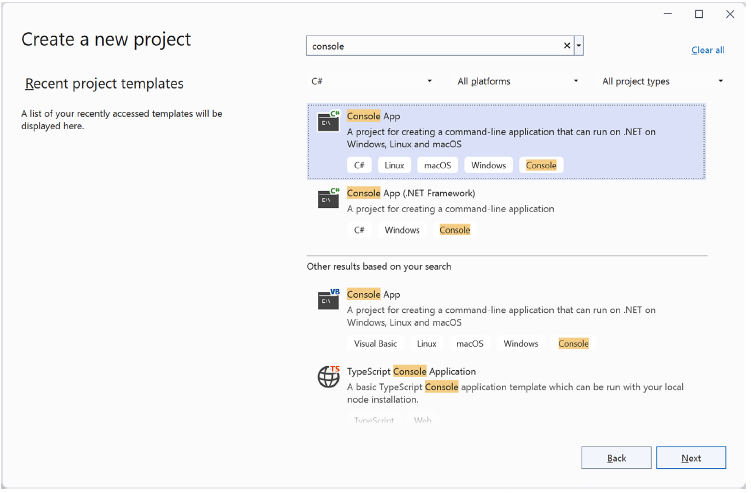 Create a new project
console
Clear all
Recent project templates
A list of your recently accessed templates will
be displayed here.
C#
All platforms
All project types
C#
C:\
Console App
A project for creating a command-line application that can run on .NET on
Windows, Linux and macOS
C#
Linux
macOS
Windows
Console
C#
C:\
Console App (.NET Framework)
A project for creating a command-line application
C#
Windows
Console
Other results based on your search
VB
C:\
Console App
A project for creating a command-line application that can run on .NET on
Windows, Linux and macOS
Visual Basic
Linux
macOS
Windows
Console
TS
TypeScript Console Application
A basic TypeScript Console application template which can be run with your local
node installation.
TypeScript
Web
Back
Next